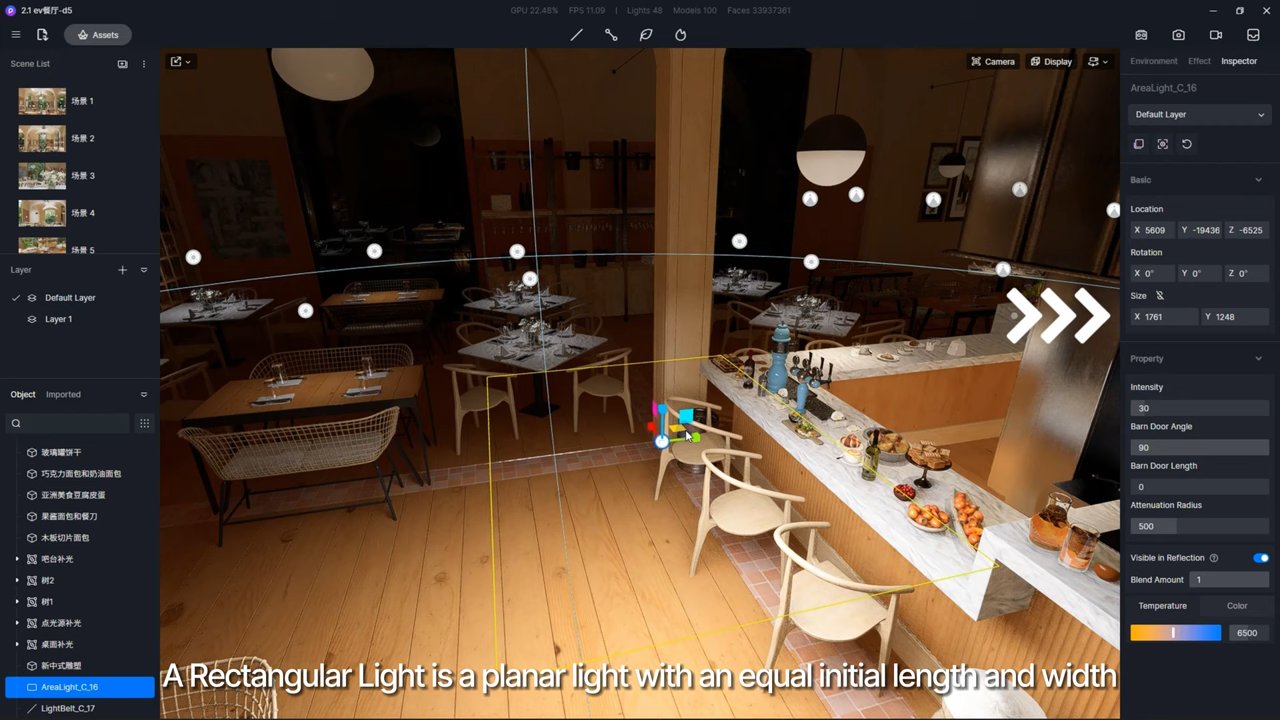 2.1 ev餐厅-d5
GPU 22.48%
FPS 11.09
Lights 48
Models 100
Faces 33937361
Assets
Scene List
场景 1
场景 2
场景 3
场景 4
场景 5
Layer
Default Layer
Layer 1
Object
Imported
玻璃罐饼干
巧克力面包和奶油面包
亚洲美食豆腐皮蛋
果酱面包和餐刀
木板切片面包
吧台补光
树2
树1
点光源补光
桌面补光
新中式雕塑
AreaLight_C_16
LightBelt_C_17
Camera
Display
A Rectangular Light is a planar light with an equal initial length and width
Environment
Effect
Inspector
AreaLight_C_16
Default Layer
Basic
Location
X 5609
Y -19436
Z -6525
Rotation
X 0°
Y 0°
Z 0°
Size
X 1761
Y 1248
Property
Intensity
30
Barn Door Angle
90
Barn Door Length
0
Attenuation Radius
500
Visible in Reflection
Blend Amount
1
Temperature
Color
6500